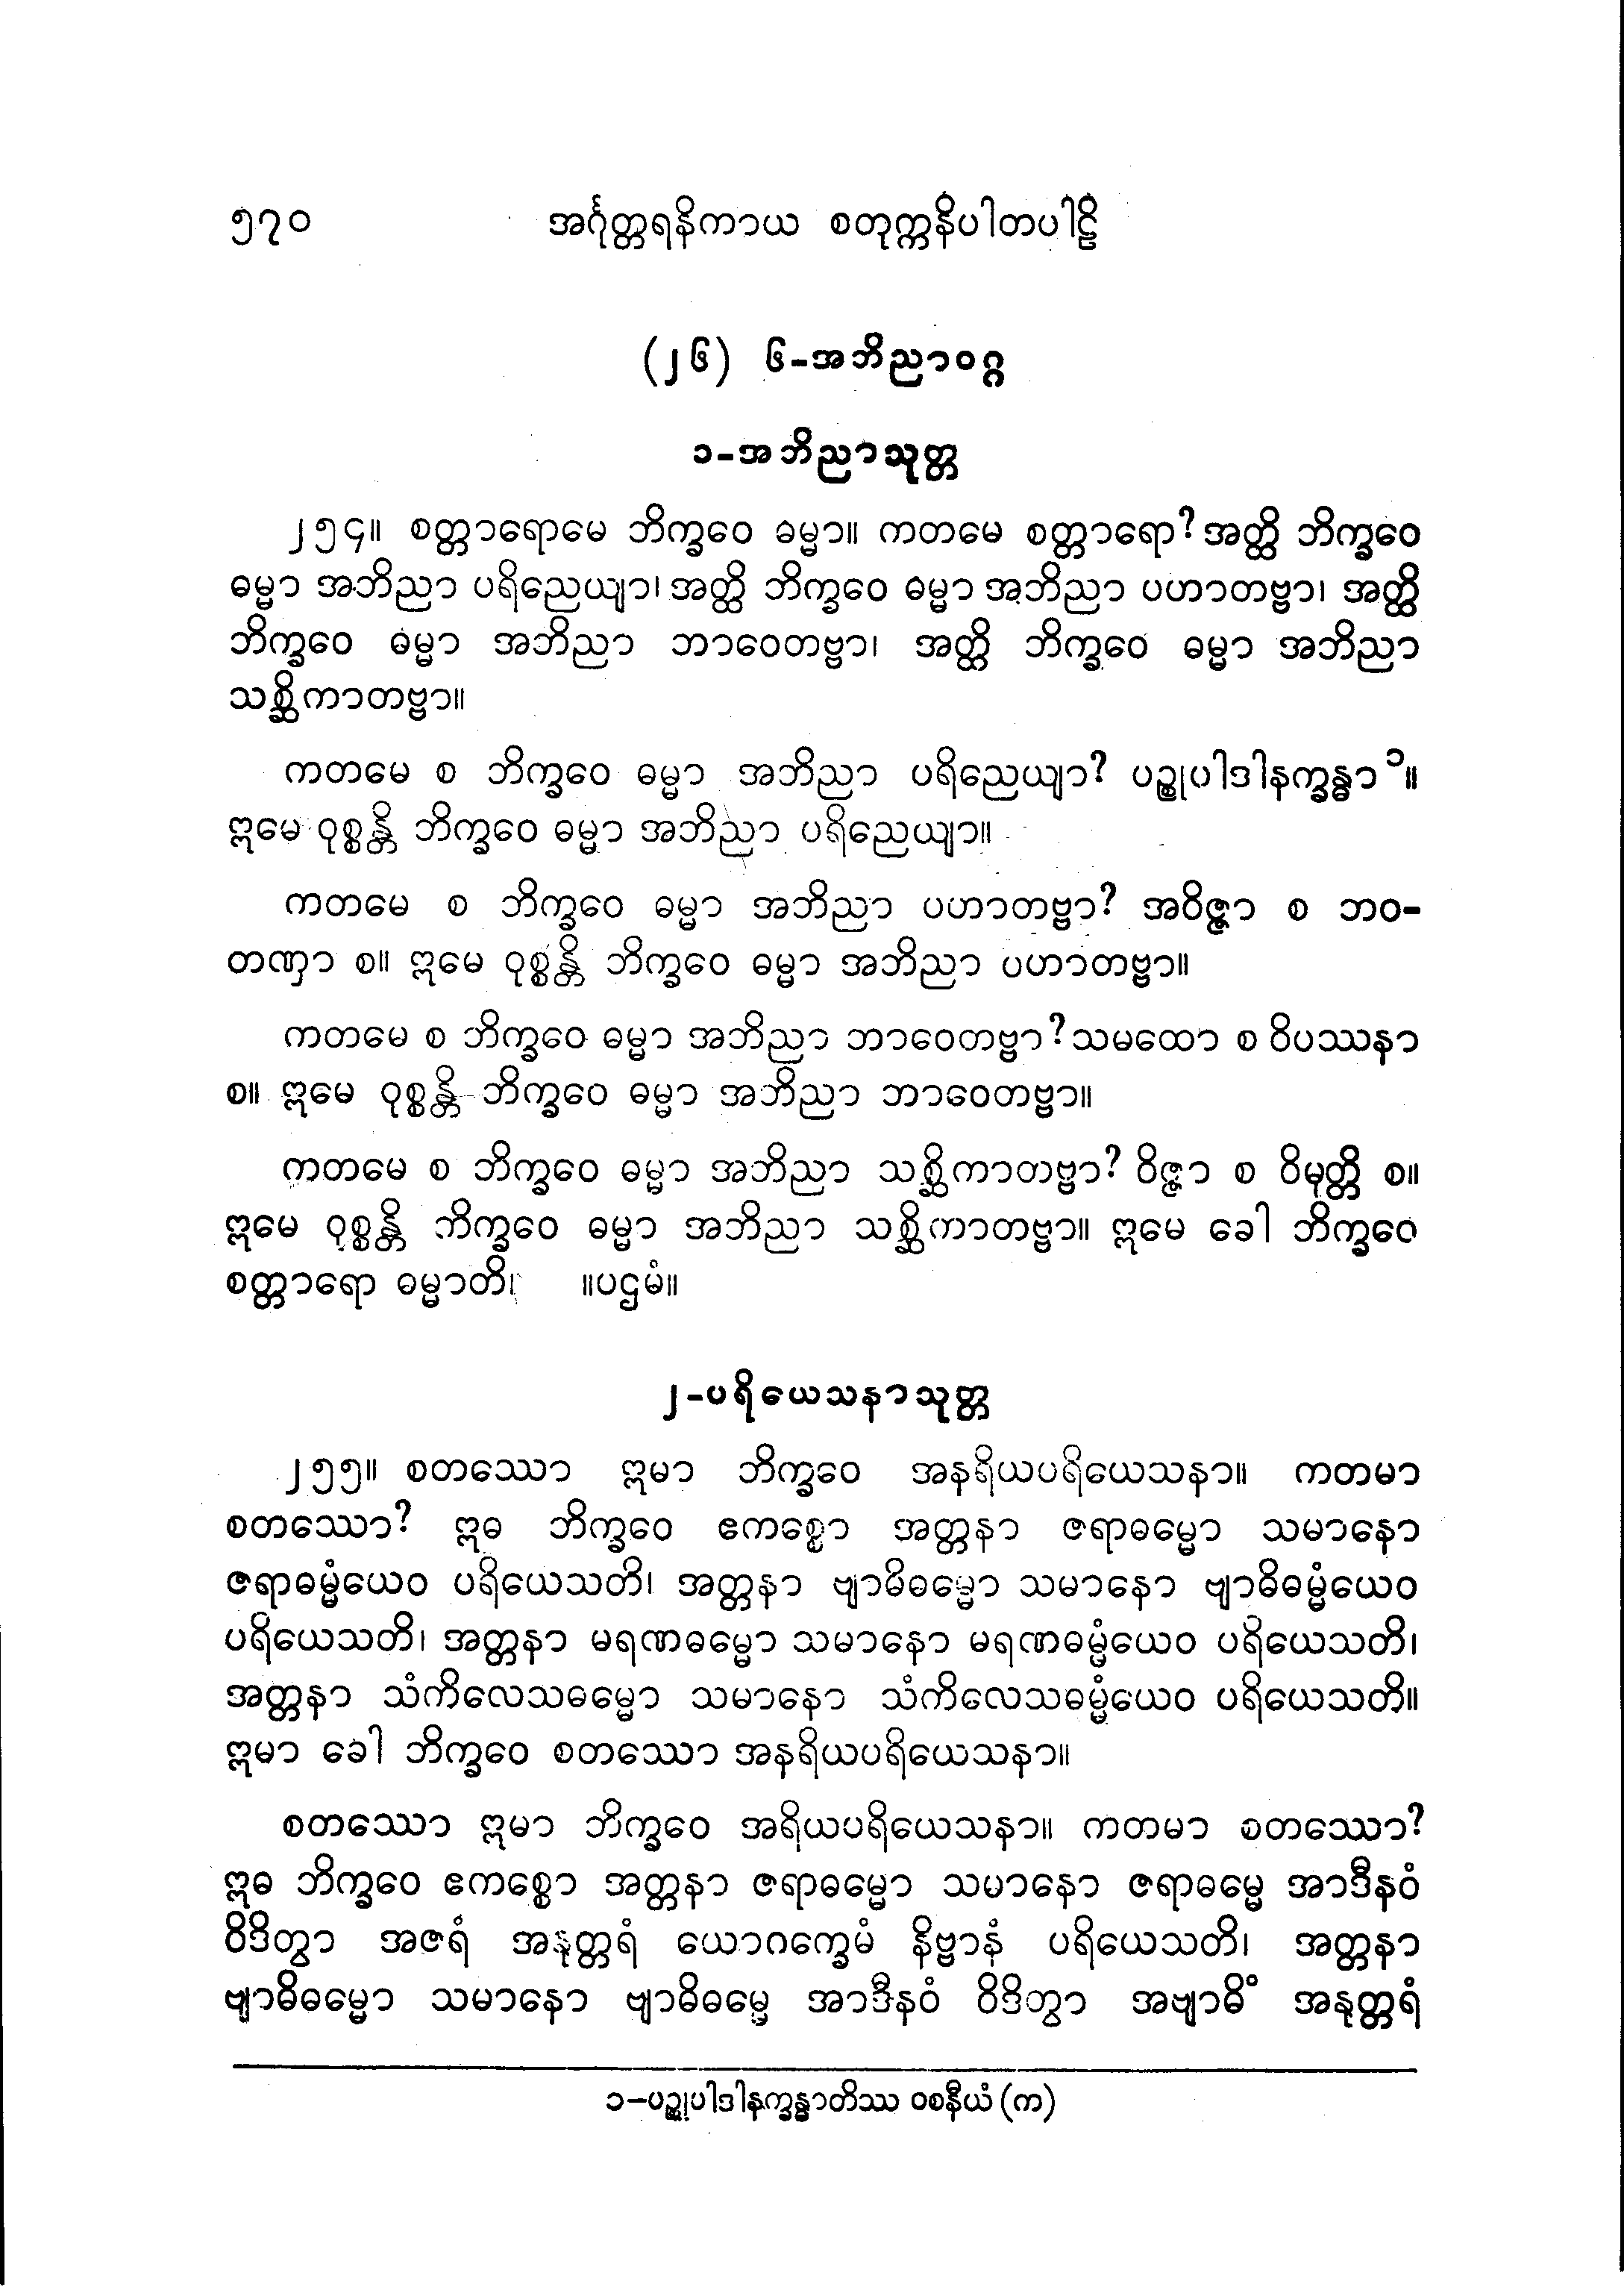 ၅၇၀ အင်္ဂုတ္တရနိကာယ စတုက္ကနိပါတပါဠိ
(၂၆) ၆-အဘိညာဝဂ္ဂ
၁-အဘိညာသုတ္တ
၂၅၄။ စတ္တာရောမေ ဘိက္ခဝေ ဓမ္မာ။ ကတမေ စတ္တာရော? အတ္ထိ ဘိက္ခဝေ
ဓမ္မာ အဘိညာ ပရိညေယျာ၊ အတ္ထိ ဘိက္ခဝေ ဓမ္မာ အဘိညာ ပဟာတဗ္ဗာ၊ အတ္ထိ
ဘိက္ခဝေ ဓမ္မာ အဘိညာ ဘာဝေတဗ္ဗာ၊ အတ္ထိ ဘိက္ခဝေ ဓမ္မာ အဘိညာ
သစ္ဆိကာတဗ္ဗာ။
ကတမေ စ ဘိက္ခဝေ ဓမ္မာ အဘိညာ ပရိညေယျာ? ပဉ္စုပါဒါနက္ခန္ဓာ ၁။
ဣမေ ဝုစ္စန္တိ ဘိက္ခဝေ ဓမ္မာ အဘိညာ ပရိညေယျာ။
ကတမေ စ ဘိက္ခဝေ ဓမ္မာ အဘိညာ ပဟာတဗ္ဗာ? အဝိဇ္ဇာ စ ဘဝ-
တဏှာ စ။ ဣမေ ဝုစ္စန္တိ ဘိက္ခဝေ ဓမ္မာ အဘိညာ ပဟာတဗ္ဗာ။
ကတမေ စ ဘိက္ခဝေ ဓမ္မာ အဘိညာ ဘာဝေတဗ္ဗာ? သမထော စ ဝိပဿနာ
စ။ ဣမေ ဝုစ္စန္တိ ဘိက္ခဝေ ဓမ္မာ အဘိညာ ဘာဝေတဗ္ဗာ။
ကတမေ စ ဘိက္ခဝေ ဓမ္မာ အဘိညာ သစ္ဆိကာတဗ္ဗာ? ဝိဇ္ဇာ စ ဝိမုတ္တိ စ။
ဣမေ ဝုစ္စန္တိ ဘိက္ခဝေ ဓမ္မာ အဘိညာ သစ္ဆိကာတဗ္ဗာ။ ဣမေ ခေါ ဘိက္ခဝေ
စတ္တာရော ဓမ္မာတိ၊ ။ပဌမံ။
၂-ပရိယေသနာသုတ္တ
၂၅၅။ စတဿော ဣမာ ဘိက္ခဝေ အနရိယပရိယေသနာ။ ကတမာ
စတဿော? ဣဓ ဘိက္ခဝေ ဧကစ္စော အတ္တနာ ဇရာဓမ္မော သမာနော
ဇရာဓမ္မံယေဝ ပရိယေသတိ၊ အတ္တနာ ဗျာဓိဓမ္မော သမာနော ဗျာဓိဓမ္မံယေဝ
ပရိယေသတိ၊ အတ္တနာ မရဏဓမ္မော သမာနော မရဏဓမ္မံယေဝ ပရိယေသတိ၊
အတ္တနာ သံကိလေသဓမ္မော သမာနော သံကိလေသဓမ္မံယေဝ ပရိယေသတိ။
ဣမာ ခေါ ဘိက္ခဝေ စတဿော အနရိယပရိယေသနာ။
စတဿော ဣမာ ဘိက္ခဝေ အရိယပရိယေသနာ။ ကတမာ စတဿော?
ဣဓ ဘိက္ခဝေ ဧကစ္စော အတ္တနာ ဇရာဓမ္မော သမာနော ဇရာဓမ္မေ အာဒီနဝံ
ဝိဒိတွာ အဇရံ အနုတ္တရံ ယောဂက္ခေမံ နိဗ္ဗာနံ ပရိယေသတိ၊ အတ္တနာ
ဗျာဓိဓမ္မော သမာနော ဗျာဓိဓမ္မေ အာဒီနဝံ ဝိဒိတွာ အဗျာဓိံ အနုတ္တရံ
၁-ပဉ္စုပါဒါနက္ခန္ဓာတိဿ ဝစနီယံ (က)